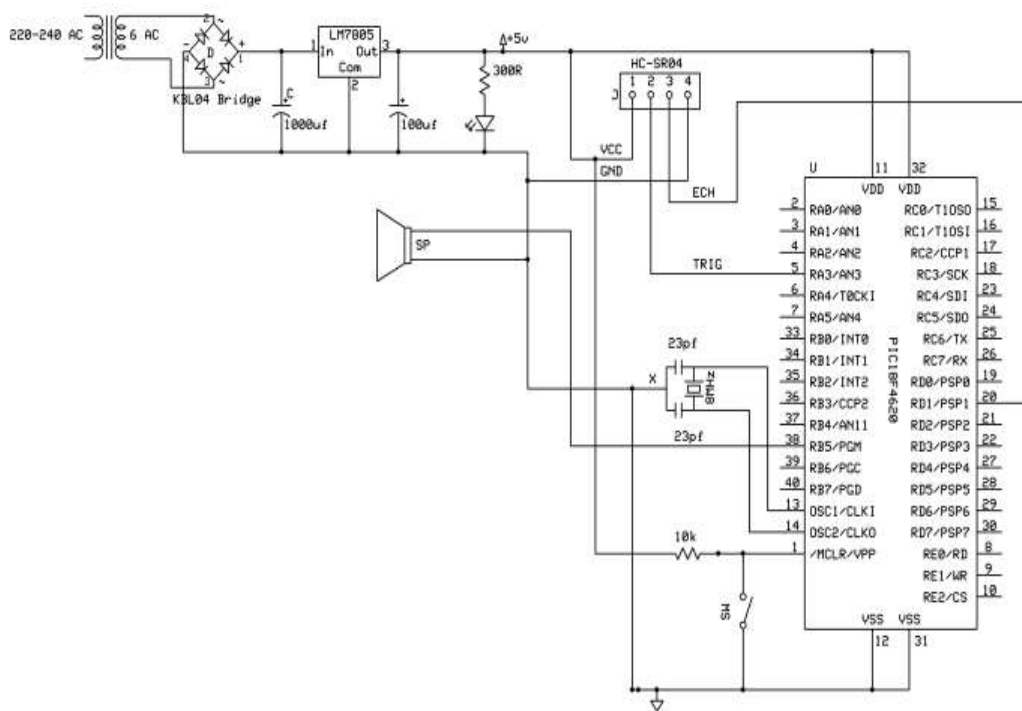 220-240 AC
6 AC
2 ~
- D +
4 1
3 ~
KBL04 Bridge
LM7805
1 In Out 3
Com
2
C
+
1000uf
+
100uf
300R
Δ+5v
HC-SR04
1 2 3 4
J
VCC
GND
ECH
TRIG
SP
23pf
X
8MHZ
23pf
10k
MS
U
11 32
VDD VDD
2 RA0/AN0 RC0/T1OSO 15
3 RA1/AN1 RC1/T1OSI 16
4 RA2/AN2 RC2/CCP1 17
5 RA3/AN3 RC3/SCK 18
6 RA4/T0CKI RC4/SDI 23
7 RA5/AN4 RC5/SDO 24
33 RB0/INT0 RC6/TX 25
34 RB1/INT1 RC7/RX 26
35 RB2/INT2 RD0/PSP0 19
36 RB3/CCP2 RD1/PSP1 20
37 RB4/AN11 RD2/PSP2 21
38 RB5/PGM RD3/PSP3 22
39 RB6/PGC RD4/PSP4 27
40 RB7/PGD RD5/PSP5 28
13 OSC1/CLKI RD6/PSP6 29
14 OSC2/CLKO RD7/PSP7 30
1 /MCLR/VPP RE0/RD 8
RE1/WR 9
RE2/CS 10
PIC18F4620
VSS VSS
12 31